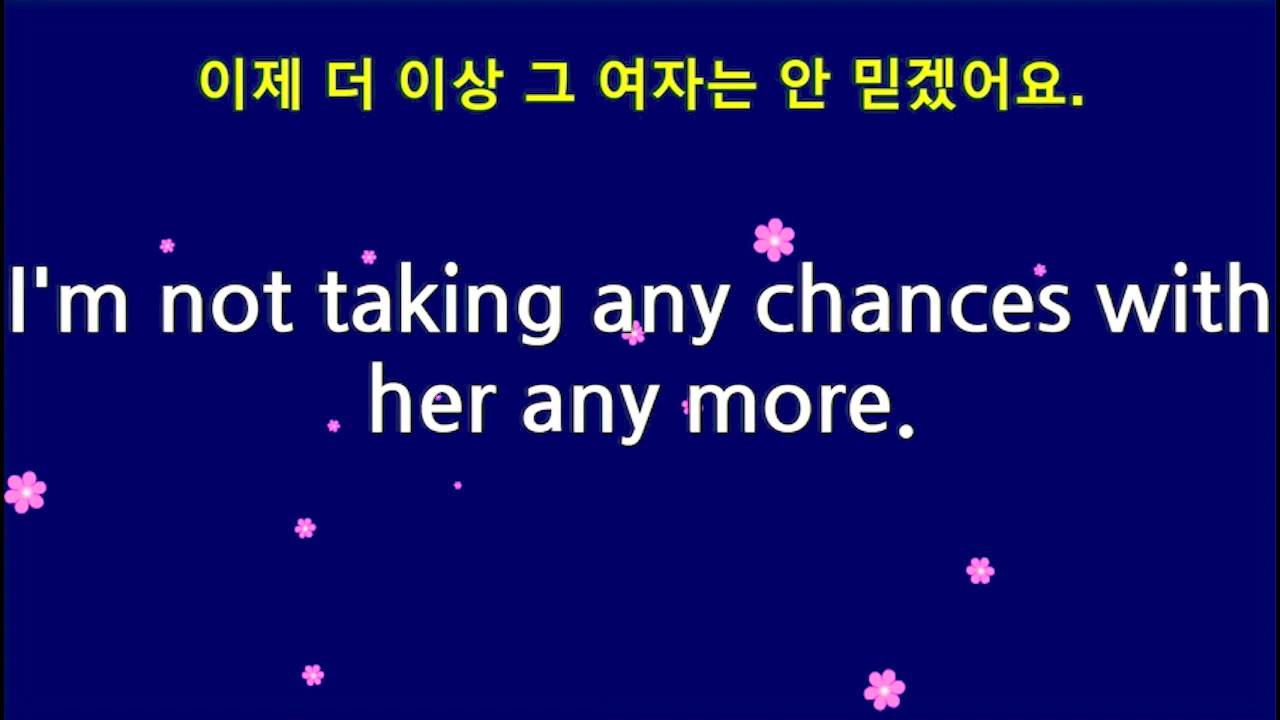 이제 더 이상 그 여자는 안 믿겠어요.
I'm not taking any chances with
her any more.